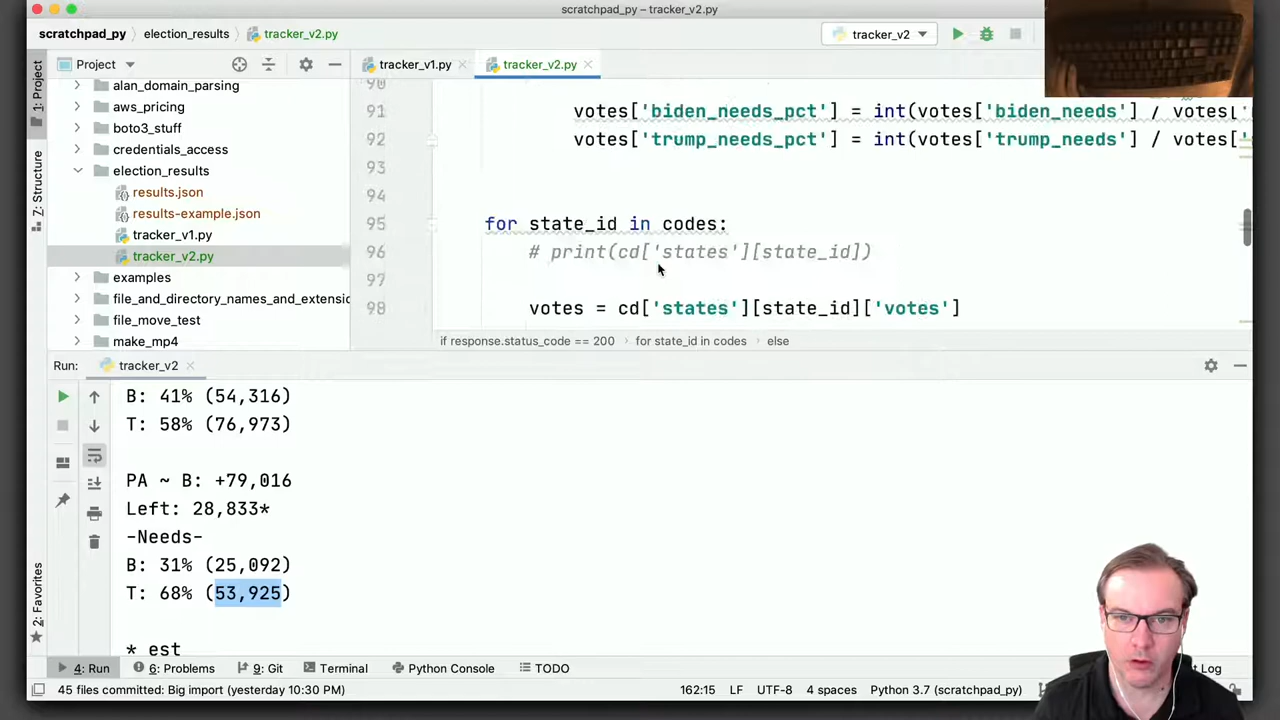 scratchpad_py – tracker_v2.py
scratchpad_py
election_results
tracker_v2.py
tracker_v2
1: Project
Z: Structure
2: Favorites
Project
alan_domain_parsing
aws_pricing
boto3_stuff
credentials_access
election_results
results.json
results-example.json
tracker_v1.py
tracker_v2.py
examples
file_and_directory_names_and_extensio
file_move_test
make_mp4
tracker_v1.py
tracker_v2.py
90
91 votes['biden_needs_pct'] = int(votes['biden_needs'] / votes['
92 votes['trump_needs_pct'] = int(votes['trump_needs'] / votes['
93
94
95 for state_id in codes:
96 # print(cd['states'][state_id])
97
98 votes = cd['states'][state_id]['votes']
if response.status_code == 200 › for state_id in codes › else
Run: tracker_v2
B: 41% (54,316)
T: 58% (76,973)
PA ~ B: +79,016
Left: 28,833*
-Needs-
B: 31% (25,092)
T: 68% (53,925)
* est
4: Run
6: Problems
9: Git
Terminal
Python Console
TODO
Log
45 files committed: Big import (yesterday 10:30 PM)
162:15
LF
UTF-8
4 spaces
Python 3.7 (scratchpad_py)